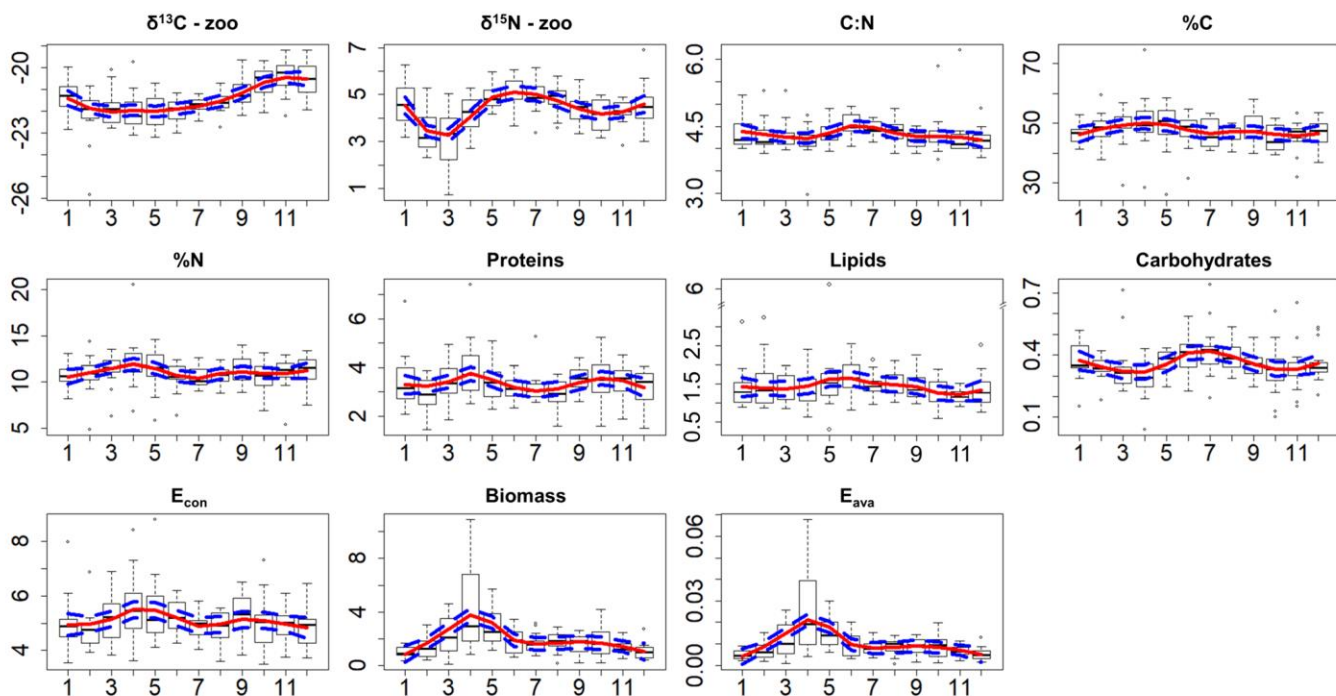 δ¹³C - zoo
-20
-23
-26
1 3 5 7 9 11
δ¹⁵N - zoo
7
5
3
1
1 3 5 7 9 11
C:N
6.0
4.5
3.0
1 3 5 7 9 11
%C
70
50
30
1 3 5 7 9 11
%N
20
15
10
5
1 3 5 7 9 11
Proteins
6
4
2
1 3 5 7 9 11
Lipids
6
2.5
1.5
0.5
1 3 5 7 9 11
Carbohydrates
0.7
0.4
0.1
1 3 5 7 9 11
E_con
8
6
4
1 3 5 7 9 11
Biomass
8
4
0
1 3 5 7 9 11
E_ava
0.06
0.03
0.00
1 3 5 7 9 11